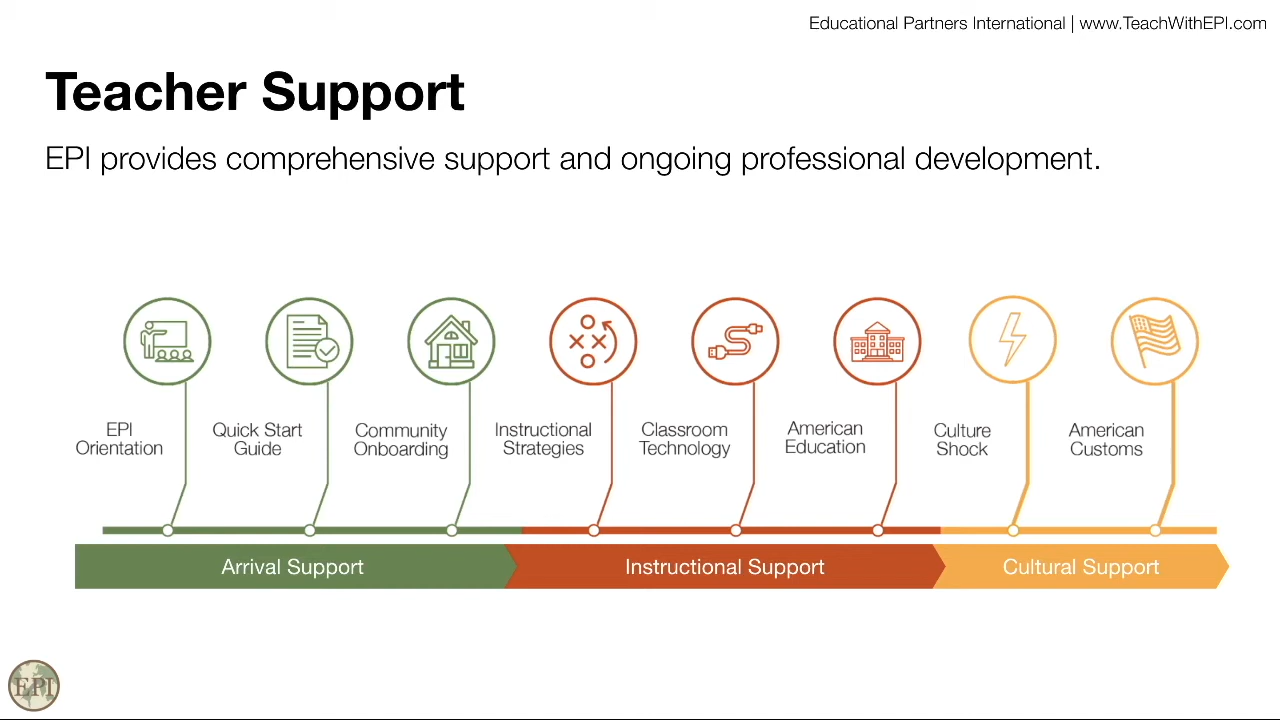 Educational Partners International | www.TeachWithEPI.com
Teacher Support
EPI provides comprehensive support and ongoing professional development.
EPI
Orientation
Quick Start
Guide
Community
Onboarding
Instructional
Strategies
Classroom
Technology
American
Education
Culture
Shock
American
Customs
Arrival Support
Instructional Support
Cultural Support
EPI